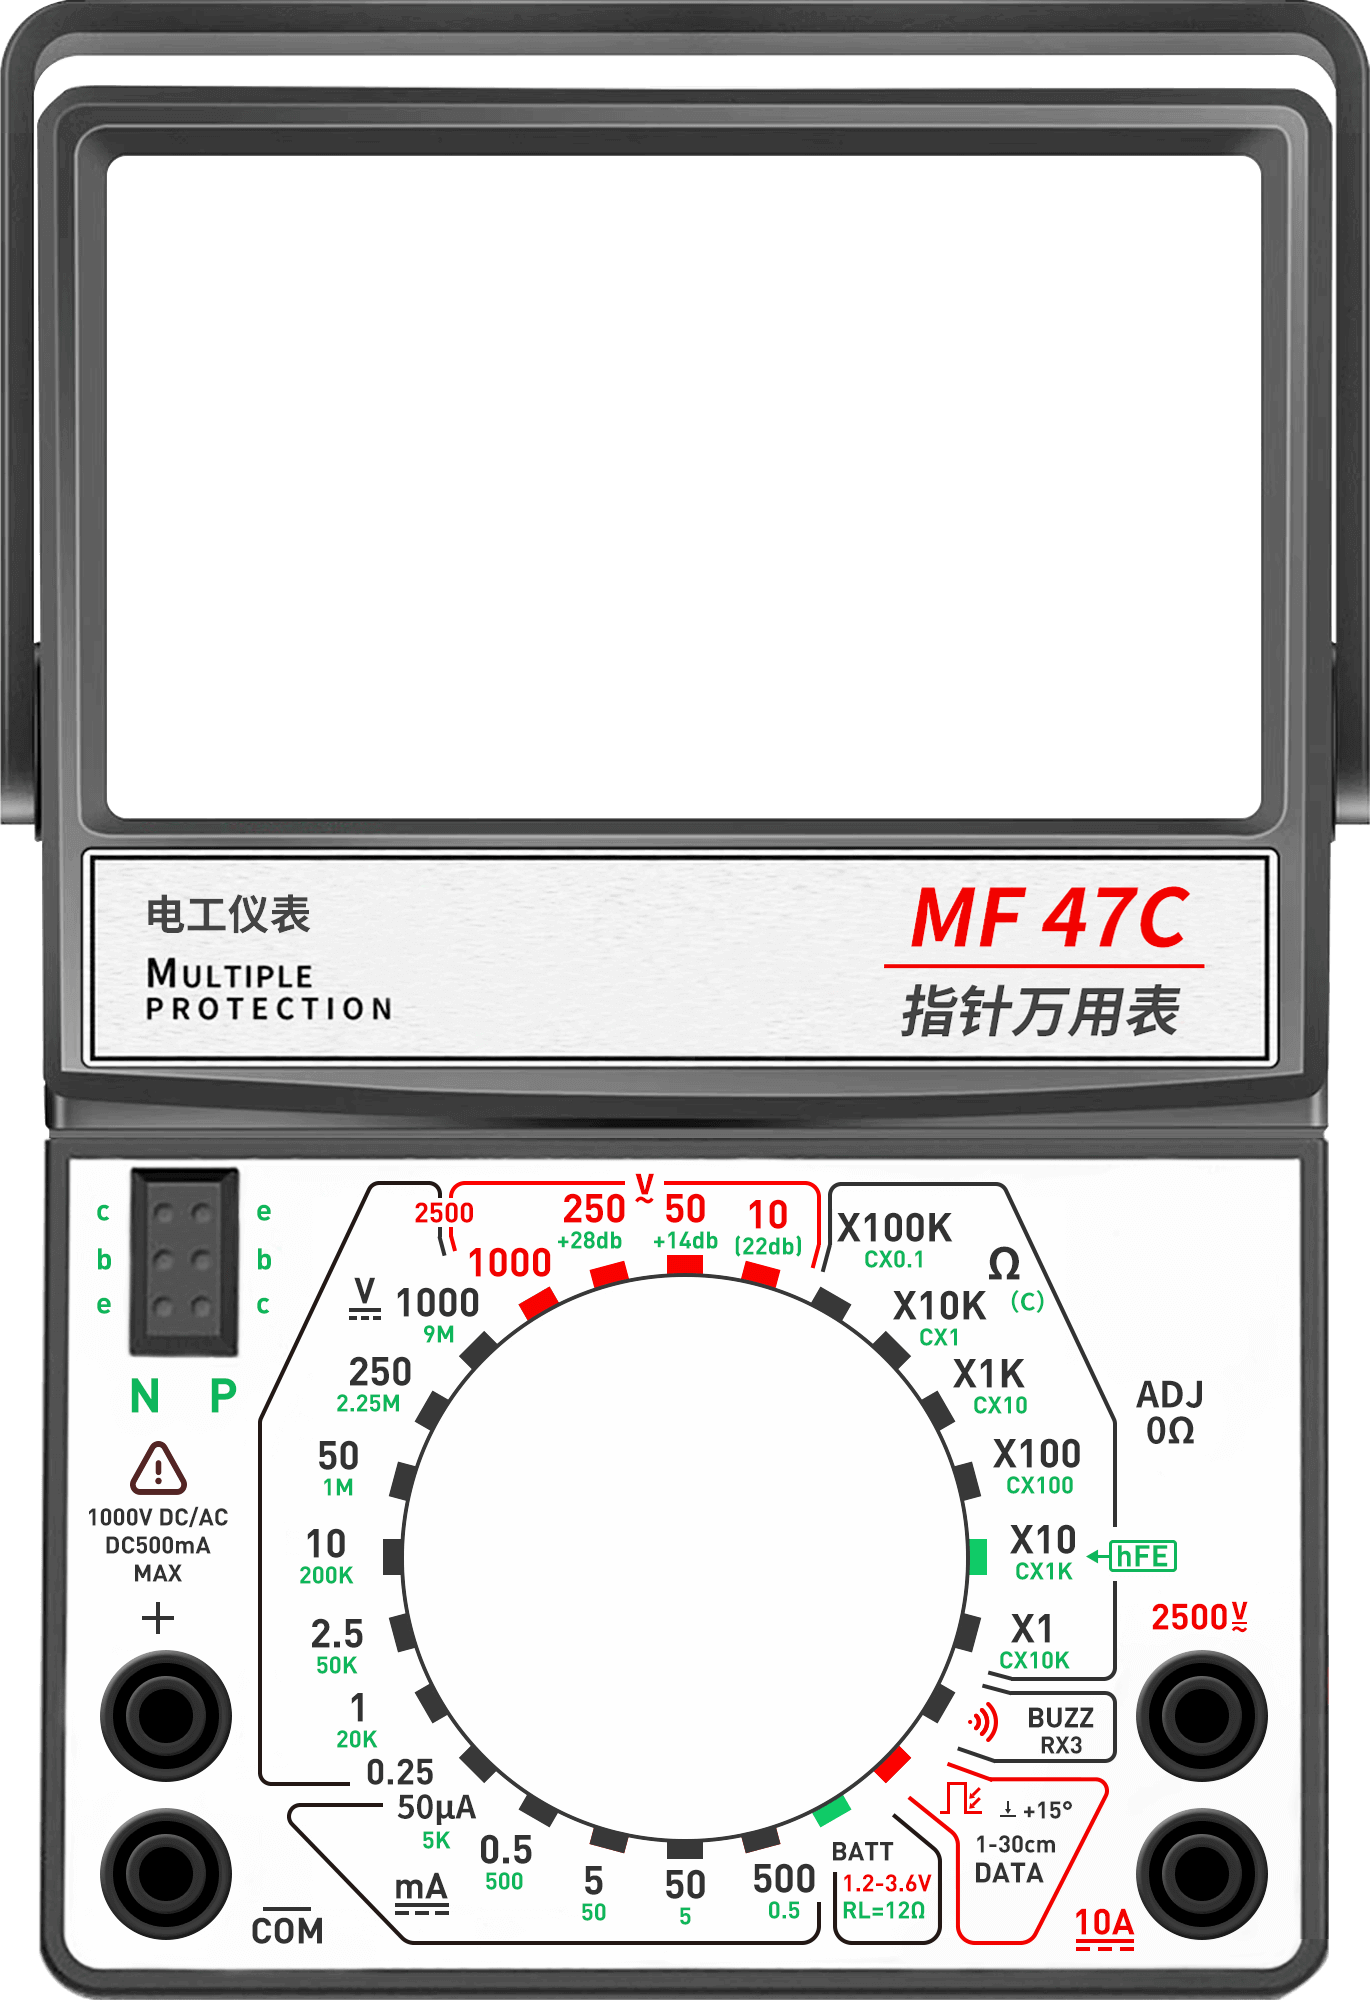 电工仪表
MULTIPLE
PROTECTION
MF 47C
指针万用表
c e
b b
e c
N P
1000V DC/AC
DC500mA
MAX
+
COM
2500
V
~
1000
250
+28db
50
+14db
10
(22db)
V
1000
9M
250
2.25M
50
1M
10
200K
2.5
50K
1
20K
0.25
50μA
5K
mA
0.5
500
5
50
50
5
500
0.5
X100K
CX0.1
Ω
(C)
X10K
CX1
X1K
CX10
X100
CX100
X10
CX1K
hFE
X1
CX10K
BUZZ
RX3
+15°
1-30cm
DATA
BATT
1.2-3.6V
RL=12Ω
ADJ
0Ω
2500V
10A